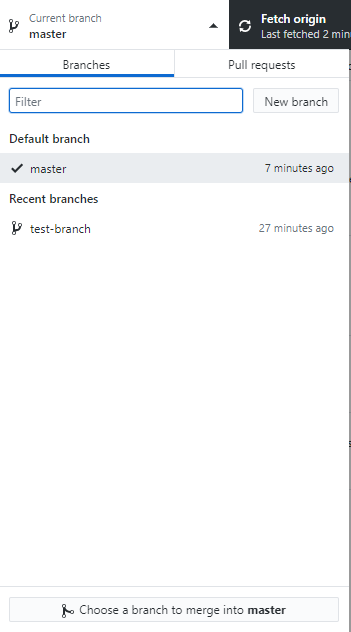 Current branch
master
Fetch origin
Last fetched 2
Branches
Pull requests
Filter
New branch
Default branch
master
7 minutes ago
Recent branches
test-branch
27 minutes ago
Choose a branch to merge into master